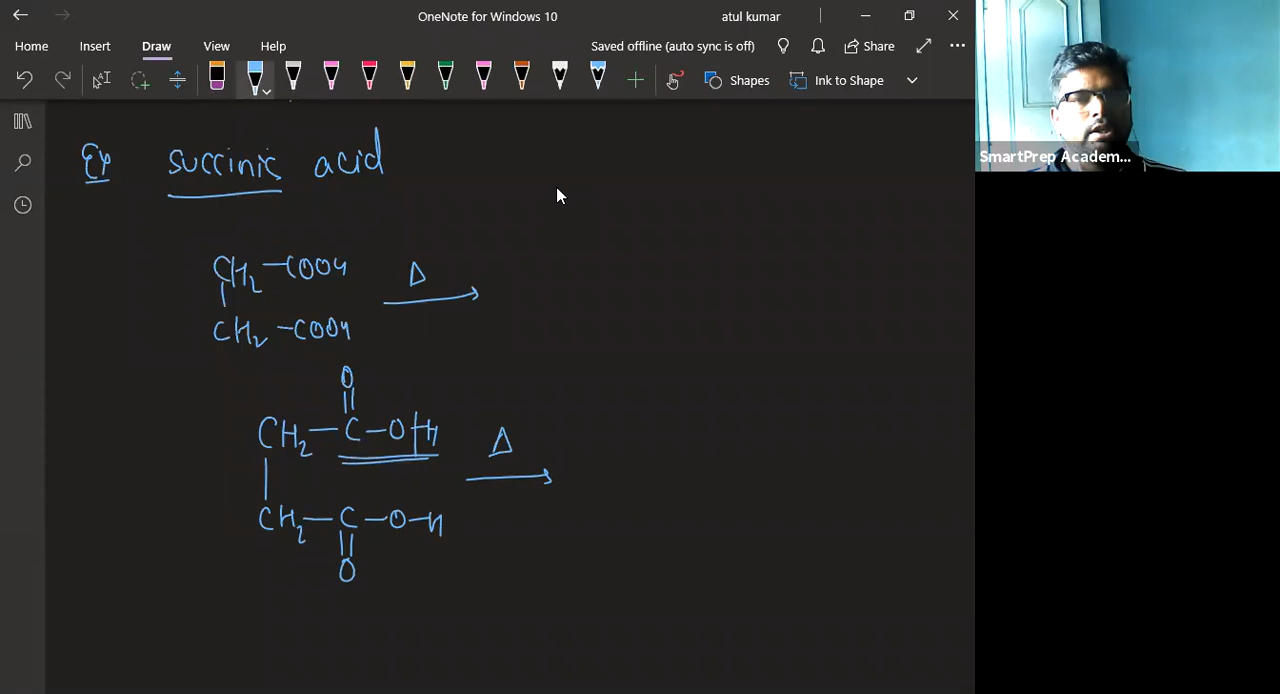 OneNote for Windows 10
atul kumar
Home Insert Draw View Help
Saved offline (auto sync is off)
Share
Shapes
Ink to Shape
SmartPrep Academ...
Ex succinic acid
CH2-COOH Δ
CH2-COOH
O
CH2-C-O-H Δ
CH2-C-O-H
O